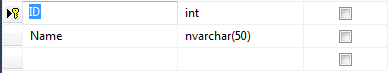 ID int
Name nvarchar(50)